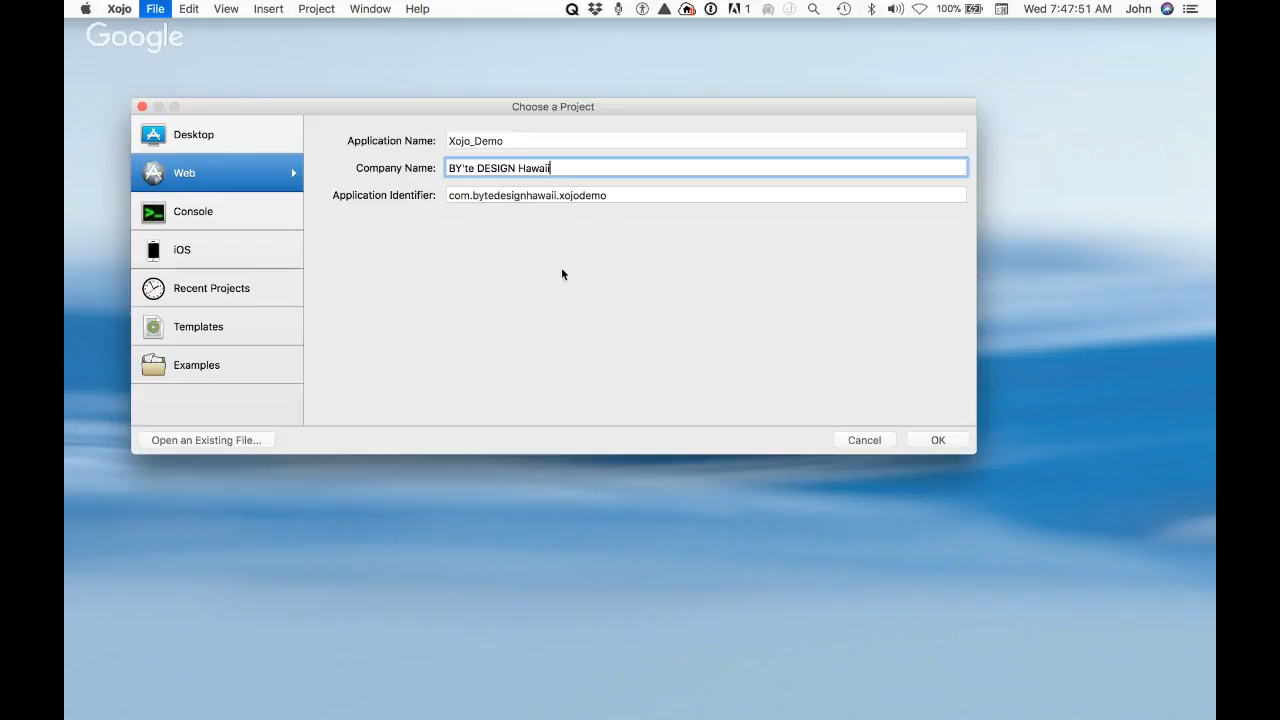 Xojo File Edit View Insert Project Window Help 1 100% Wed 7:47:51 AM John
Google
Choose a Project
Desktop
Web
Console
iOS
Recent Projects
Templates
Examples
Application Name: Xojo_Demo
Company Name: BY'te DESIGN Hawaii
Application Identifier: com.bytedesignhawaii.xojodemo
Open an Existing File...
Cancel
OK